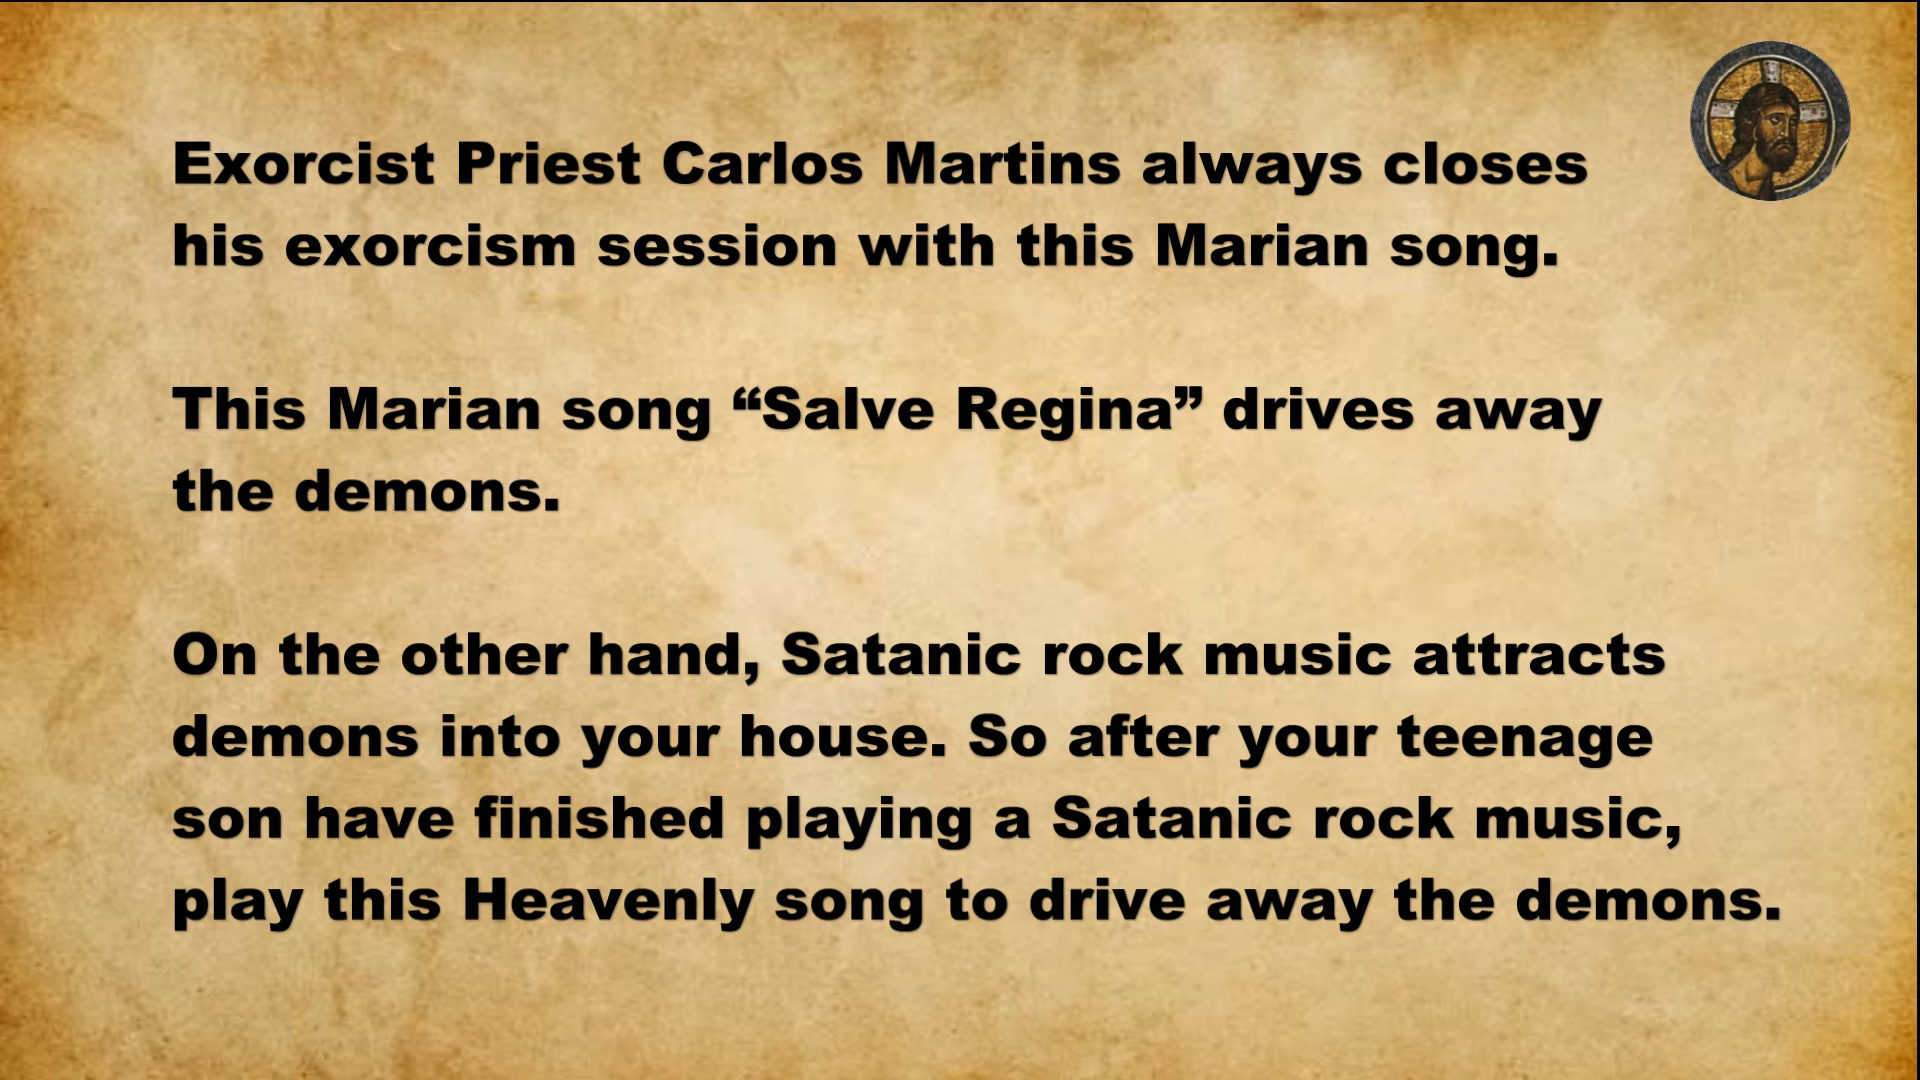 Exorcist Priest Carlos Martins always closes
his exorcism session with this Marian song.
This Marian song “Salve Regina” drives away
the demons.
On the other hand, Satanic rock music attracts
demons into your house. So after your teenage
son have finished playing a Satanic rock music,
play this Heavenly song to drive away the demons.